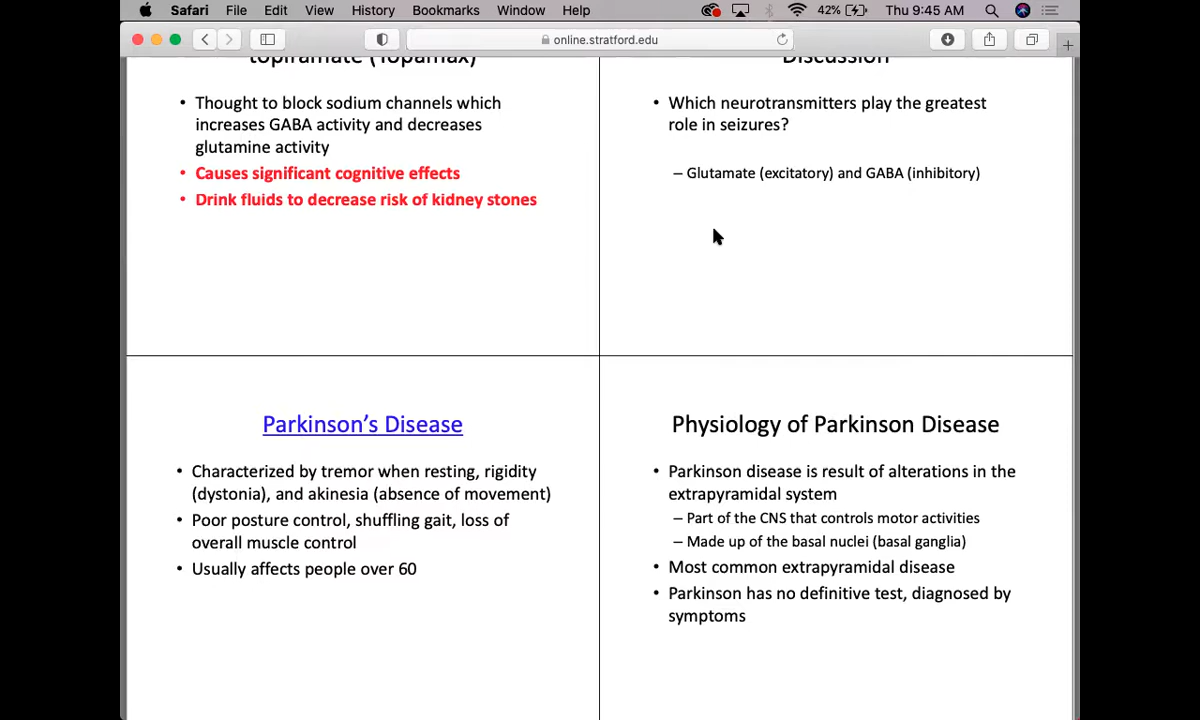 Safari File Edit View History Bookmarks Window Help 42% Thu 9:45 AM
online.stratford.edu
topiramate (Topamax)
• Thought to block sodium channels which
increases GABA activity and decreases
glutamine activity
• Causes significant cognitive effects
• Drink fluids to decrease risk of kidney stones
Discussion
• Which neurotransmitters play the greatest
role in seizures?
– Glutamate (excitatory) and GABA (inhibitory)
Parkinson’s Disease
• Characterized by tremor when resting, rigidity
(dystonia), and akinesia (absence of movement)
• Poor posture control, shuffling gait, loss of
overall muscle control
• Usually affects people over 60
Physiology of Parkinson Disease
• Parkinson disease is result of alterations in the
extrapyramidal system
– Part of the CNS that controls motor activities
– Made up of the basal nuclei (basal ganglia)
• Most common extrapyramidal disease
• Parkinson has no definitive test, diagnosed by
symptoms